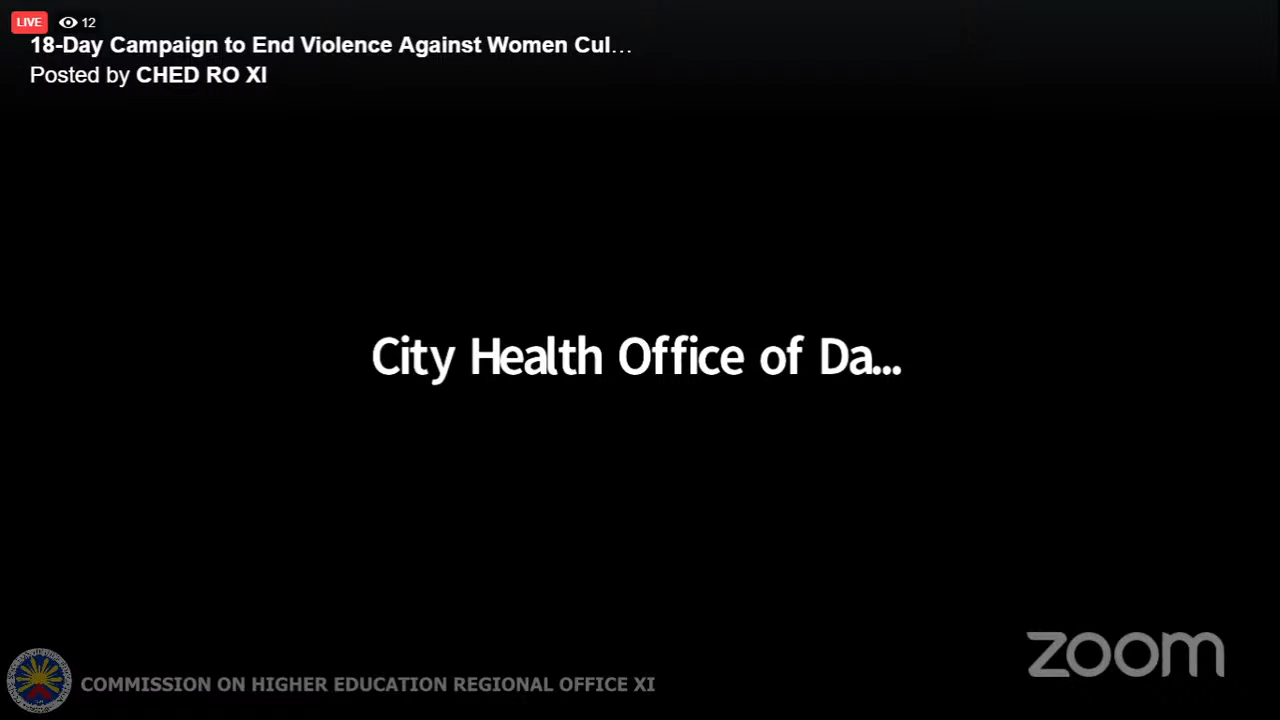 LIVE 12
18-Day Campaign to End Violence Against Women Cul...
Posted by CHED RO XI
City Health Office of Da...
COMMISSION ON HIGHER EDUCATION REGIONAL OFFICE XI
zoom